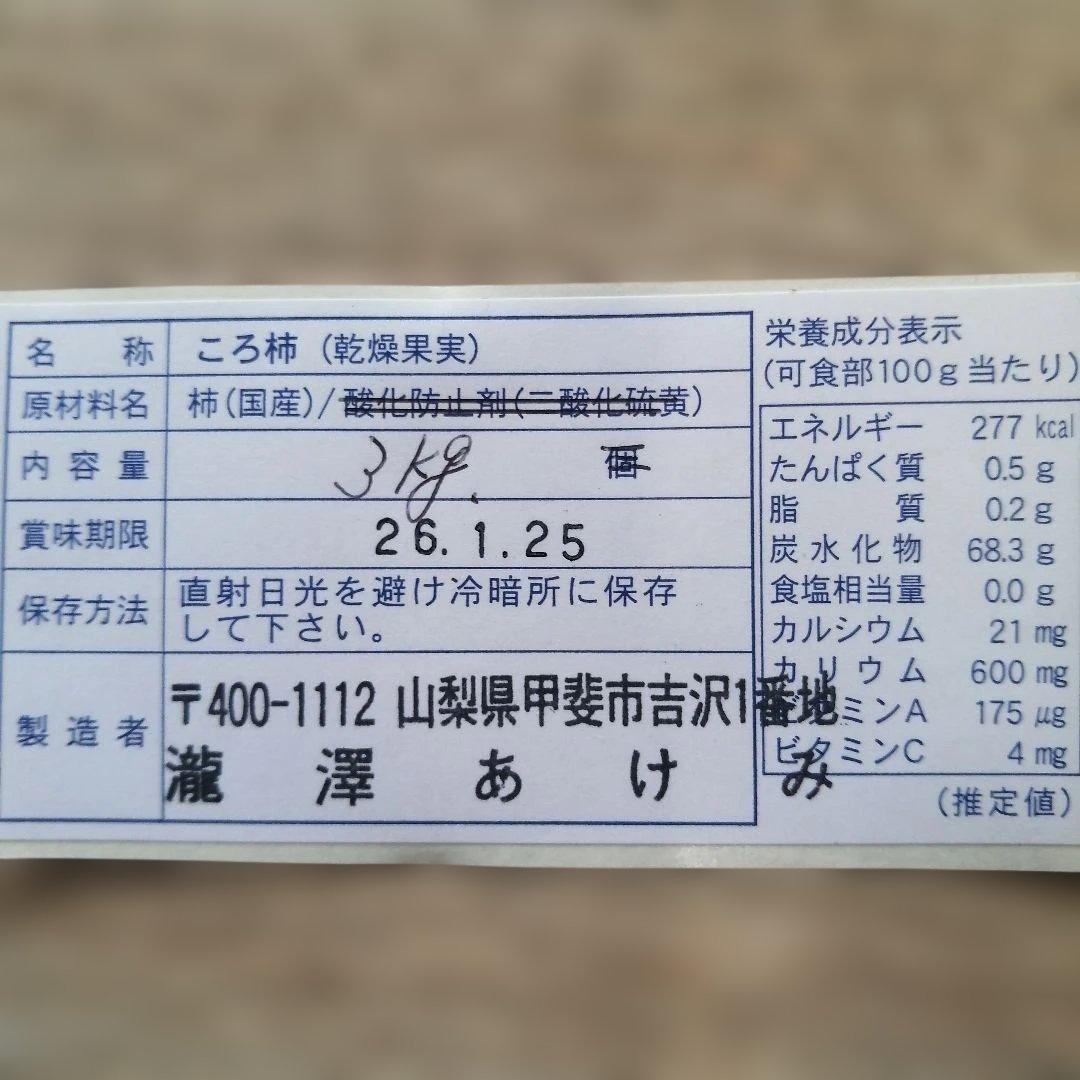 名称 ころ柿（乾燥果実）
原材料名 柿（国産）/酸化防止剤（二酸化硫黄）
内容量 3kg. 個
賞味期限 26.1.25
保存方法 直射日光を避け冷暗所に保存
して下さい。
製造者 〒400-1112 山梨県甲斐市吉沢1番地
瀧澤あけみ
栄養成分表示
（可食部100g当たり）
エネルギー 277 kcal
たんぱく質 0.5 g
脂質 0.2 g
炭水化物 68.3 g
食塩相当量 0.0 g
カルシウム 21 mg
カリウム 600 mg
ビタミンA 175 μg
ビタミンC 4 mg
（推定値）